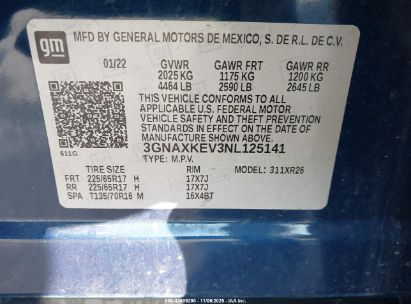 gm
MFD BY GENERAL MOTORS DE MEXICO, S. DE R.L. DE C.V.
01/22 GVWR GAWR FRT GAWR RR
2025 KG 1175 KG 1200 KG
4464 LB 2590 LB 2645 LB
THIS VEHICLE CONFORMS TO ALL
APPLICABLE U.S. FEDERAL MOTOR
VEHICLE SAFETY AND THEFT PREVENTION
STANDARDS IN EFFECT ON THE DATE OF
MANUFACTURE SHOWN ABOVE.
3GNAXKEV3NL125141
611G TYPE: M.P.V. MODEL: 311XR26
TIRE SIZE RIM
FRT 225/65R17 H 17X7J
RR 225/65R17 H 17X7J
SPA T135/70R16 M 16X4BT